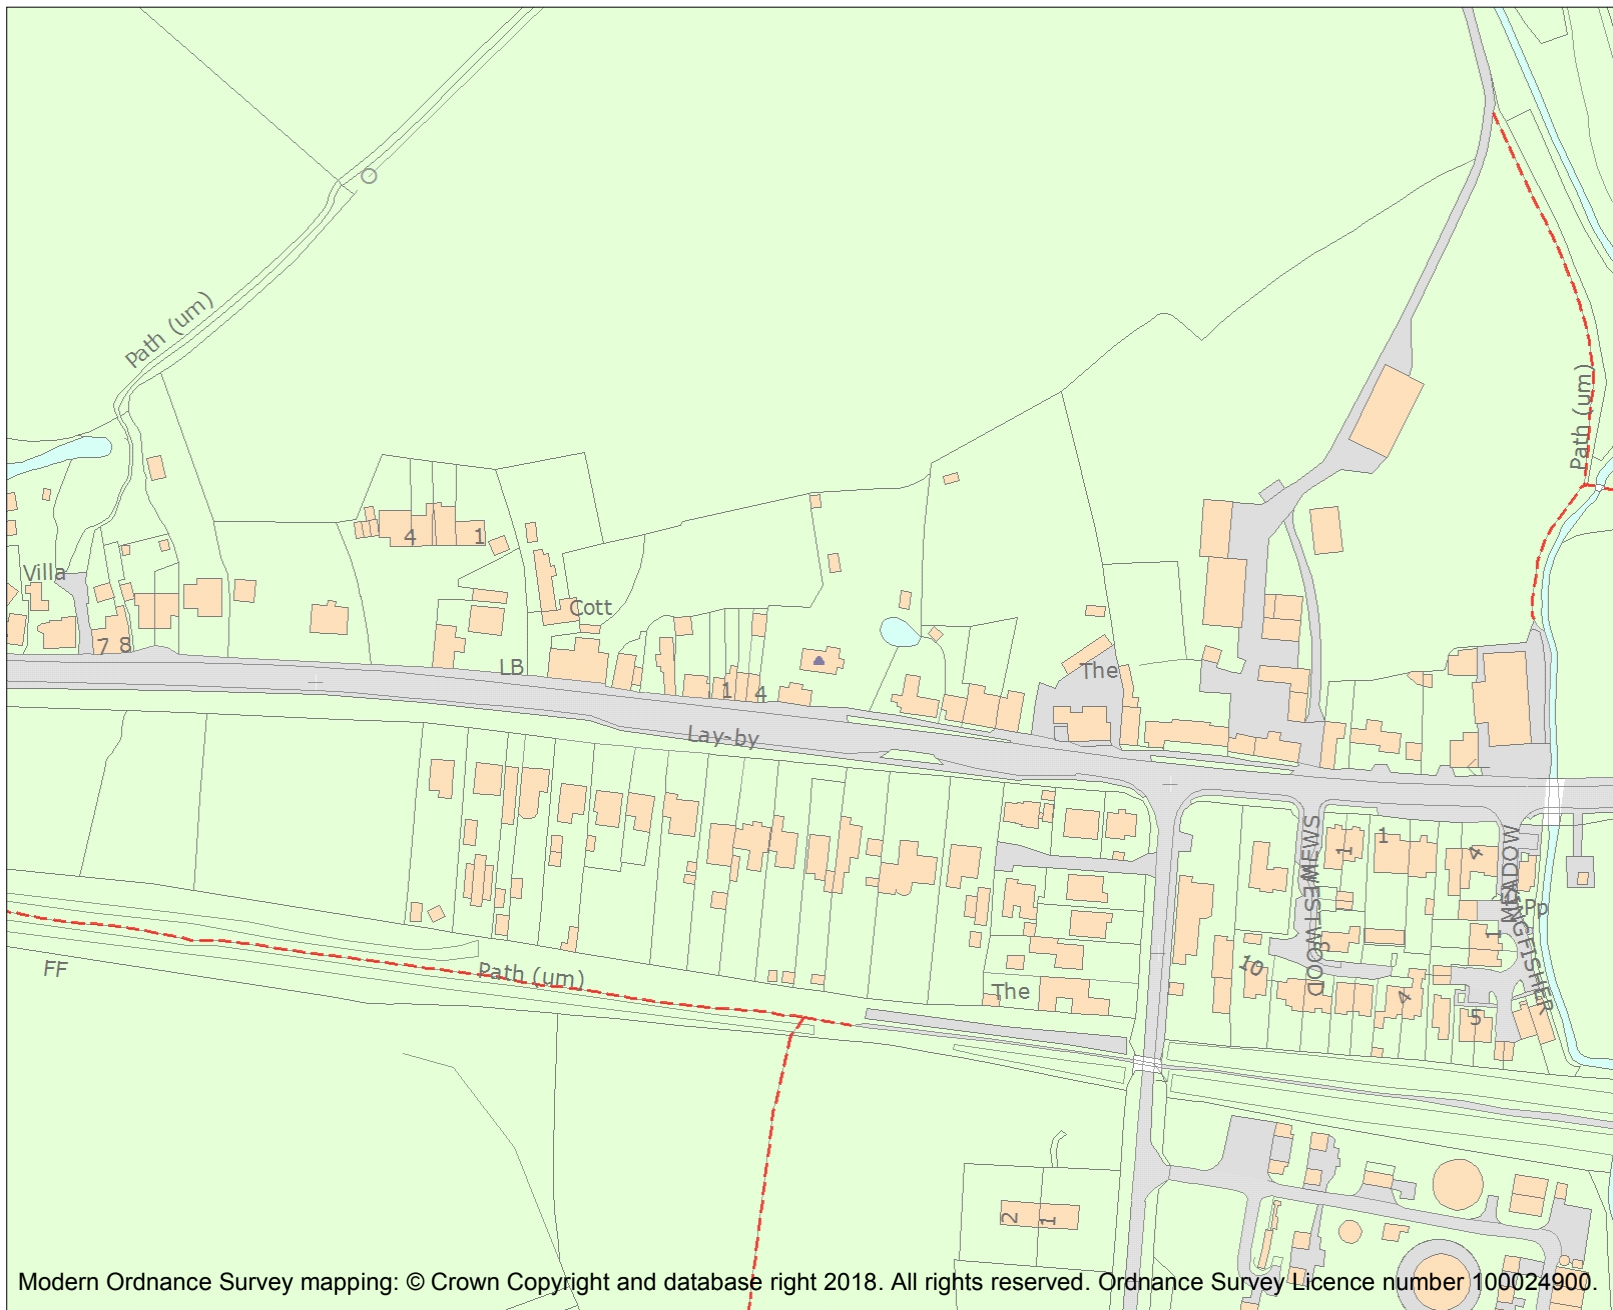 Path (um)
Path (um)
Villa
4
1
Cott
7 8
LB
The
1
4
Lay-by
MEWS
WESTWOOD
1
1
4
MEADOW
KINGFISHER
Pp
1
3
10
FF
Path (um)
The
4
5
2
1
Modern Ordnance Survey mapping: © Crown Copyright and database right 2018. All rights reserved. Ordnance Survey Licence number 100024900.